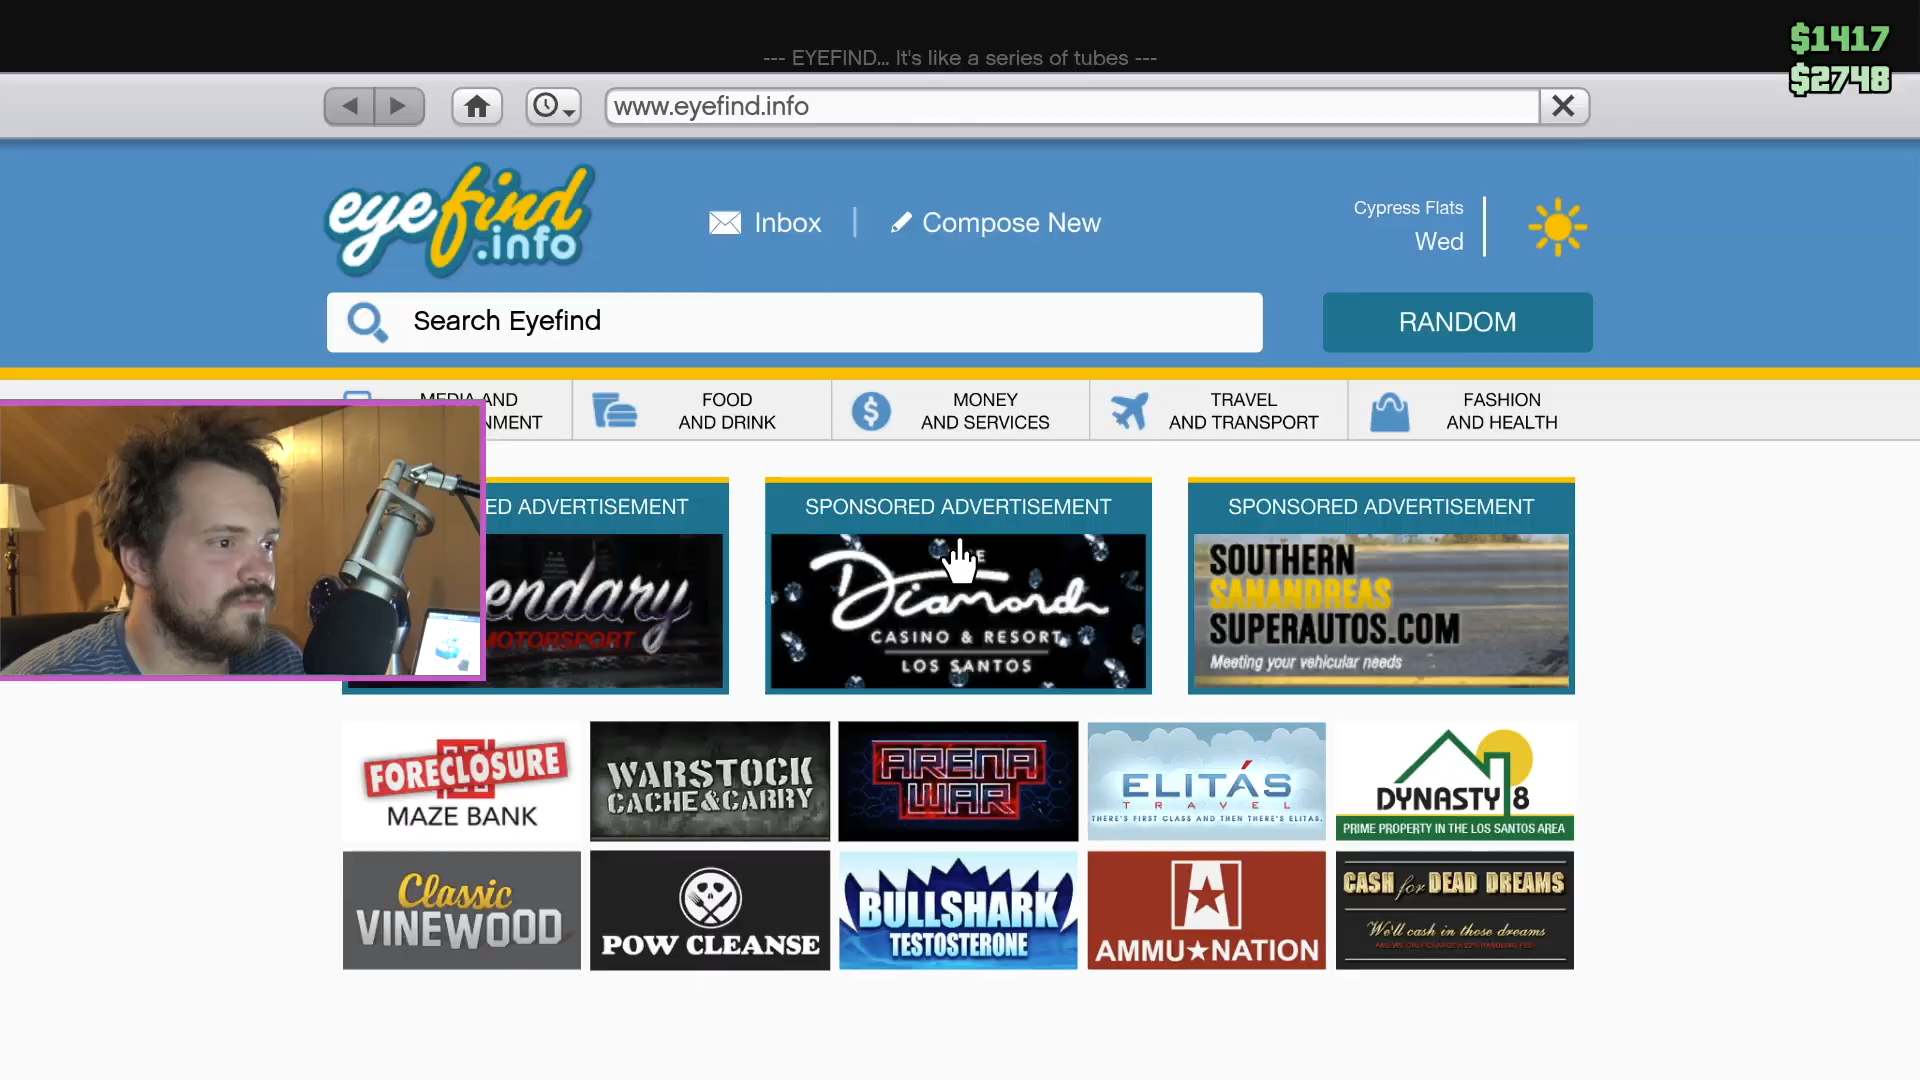 $1417
--- EYEFIND... It's like a series of tubes ---
$2748
www.eyefind.info
eyefind
.info
Inbox
Compose New
Cypress Flats
Wed
Search Eyefind
RANDOM
MEDIA AND
NMENT
FOOD
AND DRINK
MONEY
AND SERVICES
TRAVEL
AND TRANSPORT
FASHION
AND HEALTH
ED ADVERTISEMENT
endary
MOTORSPORT
SPONSORED ADVERTISEMENT
E
Diamond
CASINO & RESORT
LOS SANTOS
SPONSORED ADVERTISEMENT
SOUTHERN
SANANDREAS
SUPERAUTOS.COM
Meeting your vehicular needs
FORECLOSURE
MAZE BANK
WARSTOCK
CACHE&CARRY
ARENA
WAR
ELITÁS
TRAVEL
THERE'S FIRST CLASS AND THEN THERE'S ELITAS.
DYNASTY 8
PRIME PROPERTY IN THE LOS SANTOS AREA
Classic
VINEWOOD
POW CLEANSE
BULLSHARK
TESTOSTERONE
AMMU★NATION
CASH for DEAD DREAMS
We'll cash in those dreams